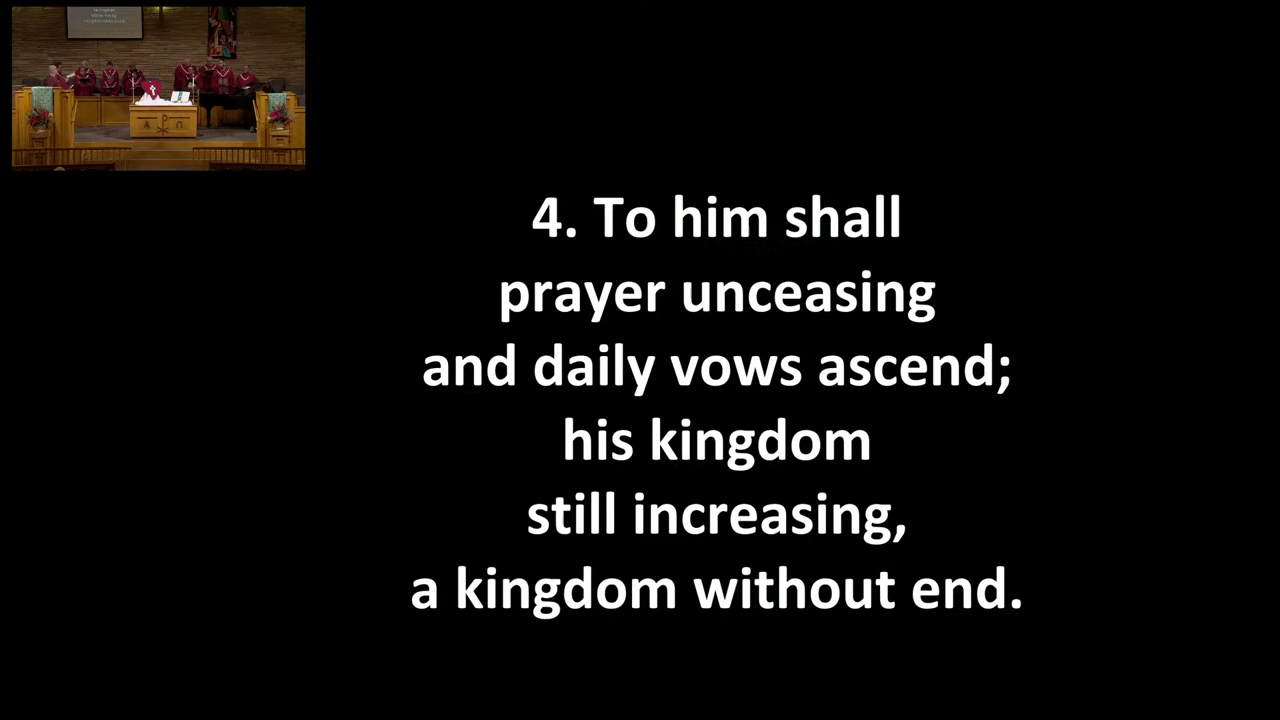 4. To him shall
prayer unceasing
and daily vows ascend;
his kingdom
still increasing,
a kingdom without end.